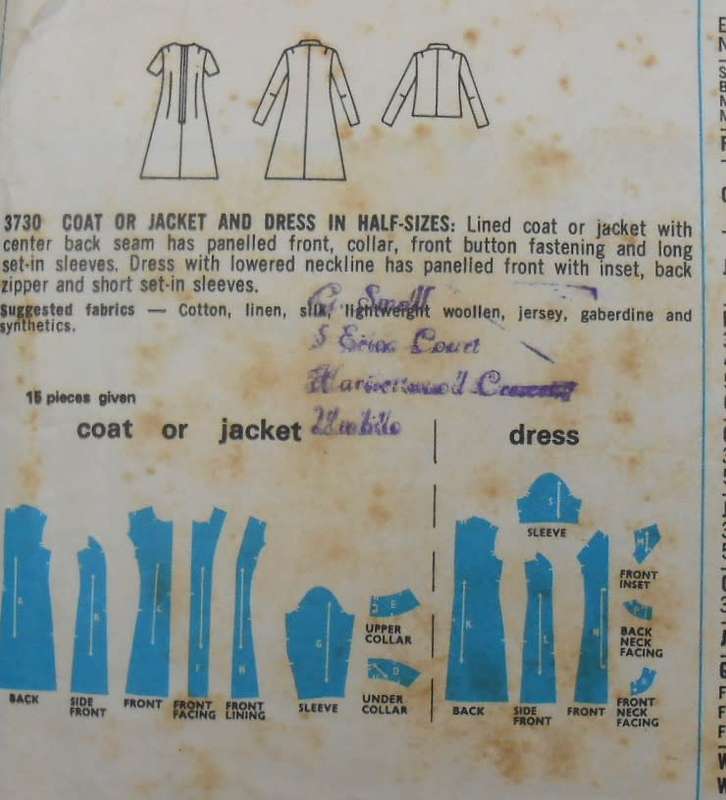 3730 COAT OR JACKET AND DRESS IN HALF-SIZES: Lined coat or jacket with
center back seam has panelled front, collar, front button fastening and long
set-in sleeves. Dress with lowered neckline has panelled front with inset, back
zipper and short set-in sleeves.
Suggested fabrics — Cotton, linen, silk, lightweight woollen, jersey, gaberdine and
synthetics.
Small
5 Court
15 pieces given
coat or jacket
dress
BACK
SIDE
FRONT
FRONT
FRONT
FACING
FRONT
LINING
G
SLEEVE
E
UPPER
COLLAR
D
UNDER
COLLAR
K
BACK
S
SLEEVE
L
SIDE
FRONT
FRONT
FRONT
INSET
BACK
NECK
FACING
FRONT
NECK
FACING